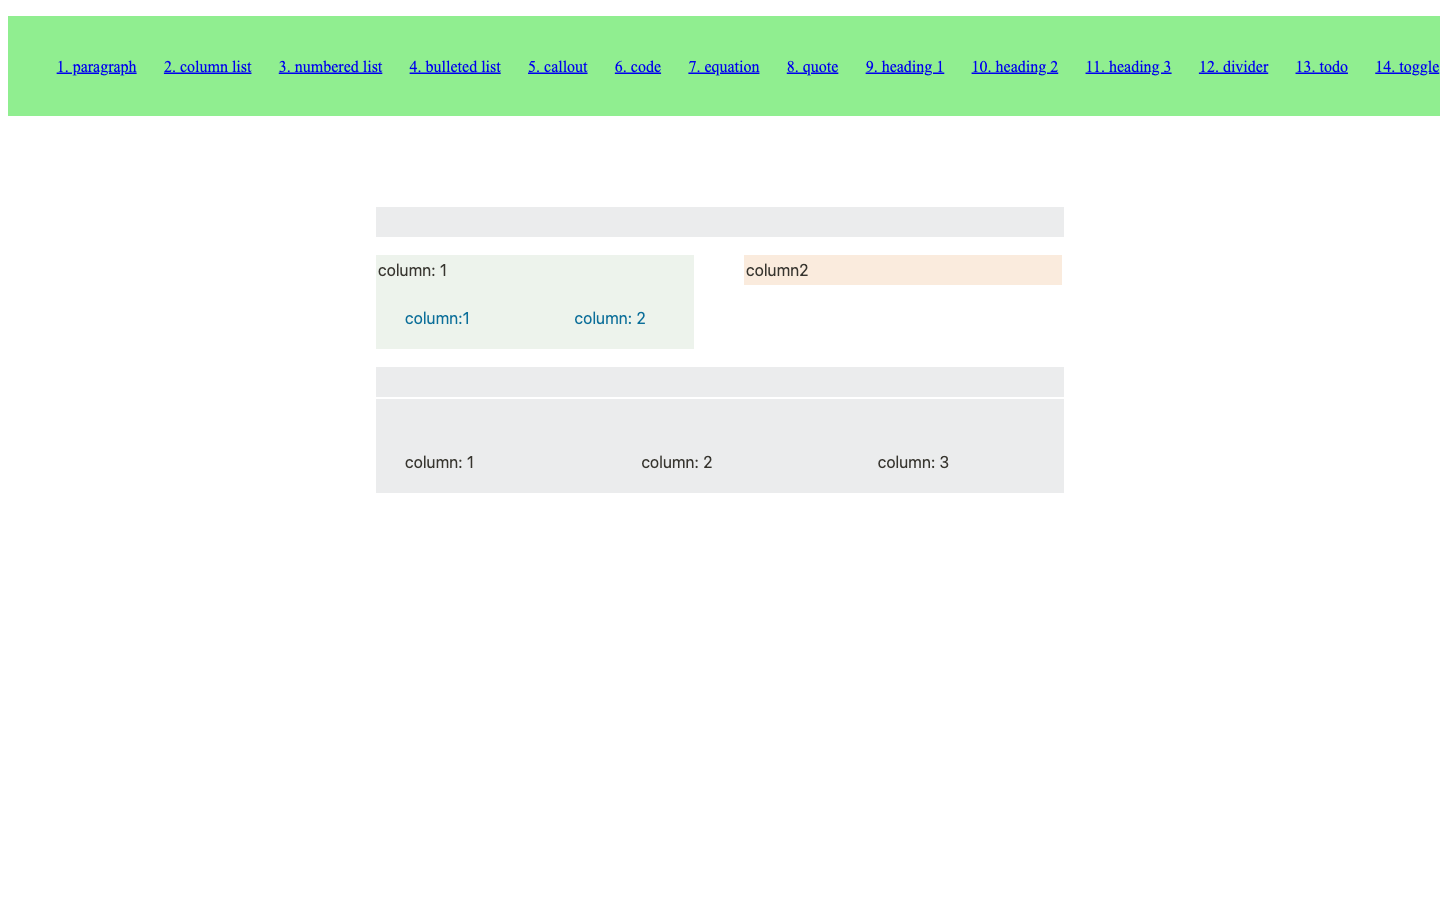 1. paragraph 2. column list 3. numbered list 4. bulleted list 5. callout 6. code 7. equation 8. quote 9. heading 1 10. heading 2 11. heading 3 12. divider 13. todo 14. toggle
column: 1 column2
column:1 column: 2
column: 1 column: 2 column: 3